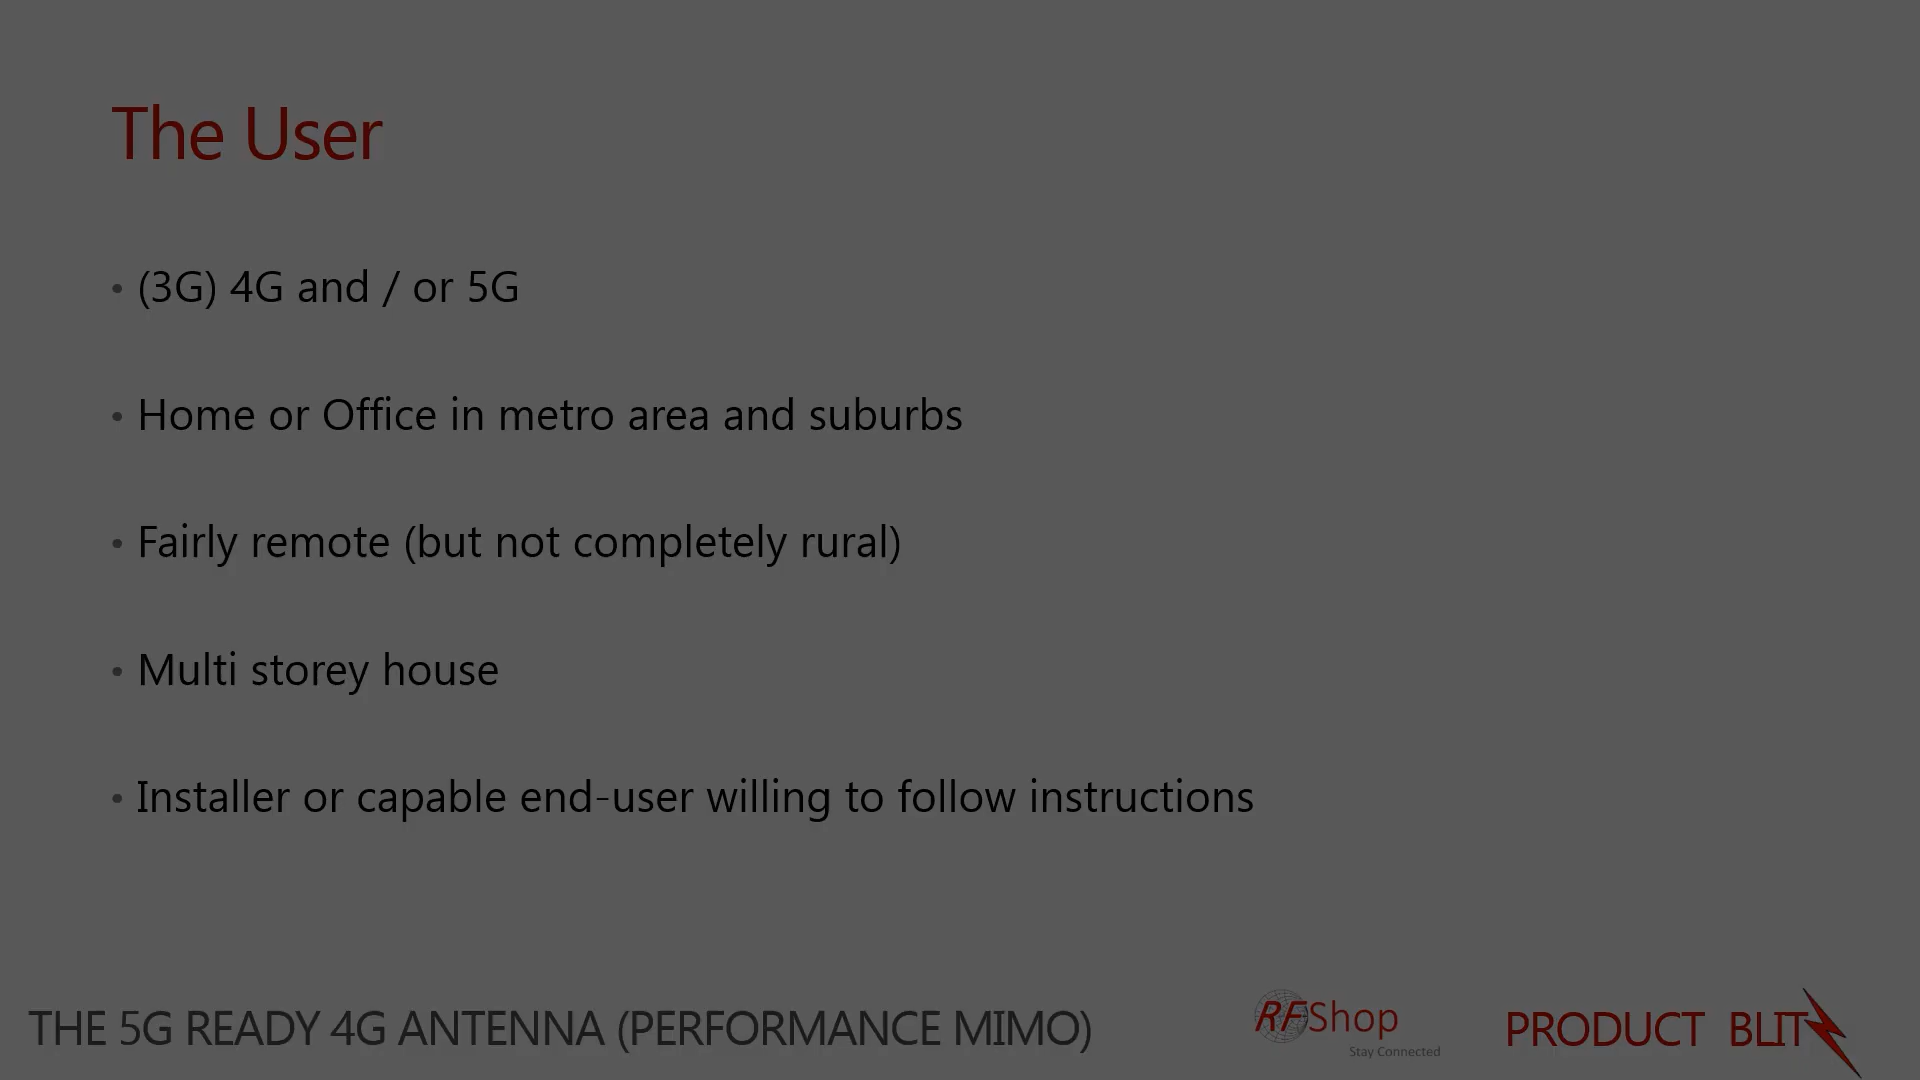 The User
• (3G) 4G and / or 5G
• Home or Office in metro area and suburbs
• Fairly remote (but not completely rural)
• Multi storey house
• Installer or capable end-user willing to follow instructions
THE 5G READY 4G ANTENNA (PERFORMANCE MIMO)
RFShop
Stay Connected
PRODUCT BLIT